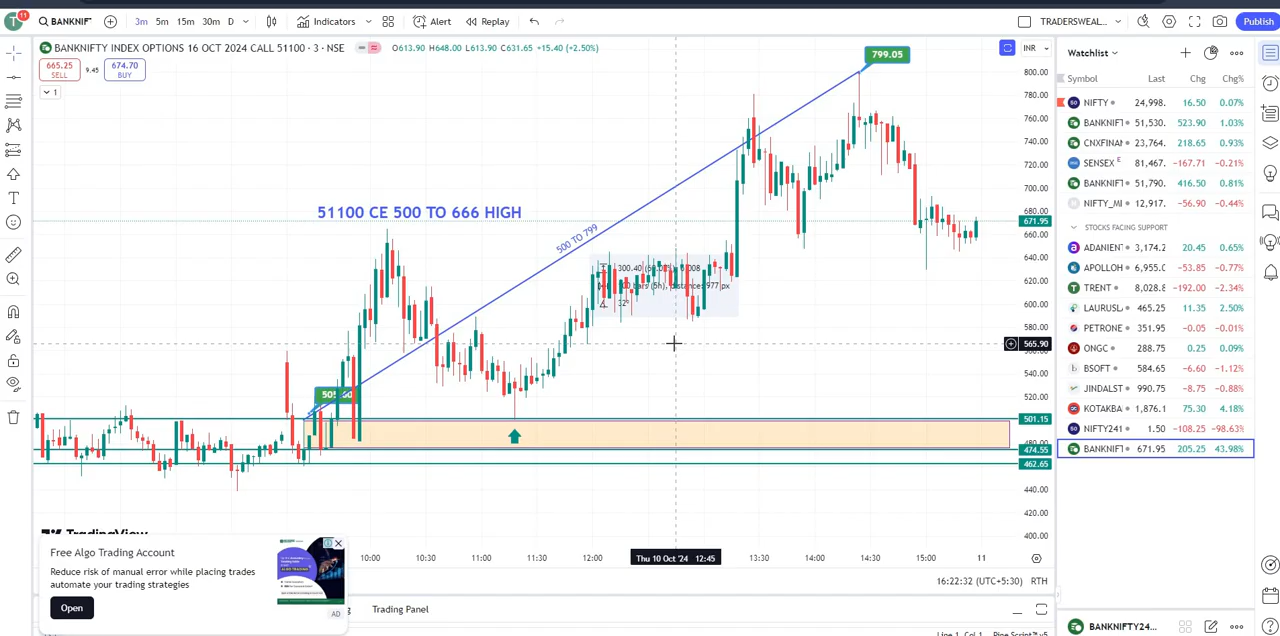 T 11 BANKNIF 3m 5m 15m 30m D Indicators Alert Replay TRADERSWEAL... Publish
BANKNIFTY INDEX OPTIONS 16 OCT 2024 CALL 51100 · 3 · NSE O613.90 H648.00 L613.90 C631.65 +15.40 (+2.50%)
665.25 SELL
9.45
674.70 BUY
1
INR
799.05
51100 CE 500 TO 666 HIGH
500 TO 799
32°
501.15
474.55
462.65
671.95
565.90
800.00
780.00
760.00
740.00
720.00
700.00
680.00
660.00
640.00
620.00
600.00
580.00
540.00
520.00
440.00
420.00
400.00
10:00 10:30 11:00 11:30 12:00 Thu 10 Oct '24 12:45 13:30 14:00 14:30 15:00 11
16:22:32 (UTC+5:30) RTH
TradingView
Free Algo Trading Account
Reduce risk of manual error while placing trades
automate your trading strategies
Open
AD
Trading Panel
Watchlist
Symbol Last Chg Chg%
NIFTY 24,998. 16.50 0.07%
BANKNIFT 51,530. 523.90 1.03%
CNXFINAN 23,764. 218.65 0.93%
SENSEX E 81,467. -167.71 -0.21%
BANKNIFT 51,790. 416.50 0.81%
NIFTY_MI 12,917. -56.90 -0.44%
STOCKS FACING SUPPORT
ADANIENT 3,174.2 20.45 0.65%
APOLLOH 6,955.0 -53.85 -0.77%
TRENT 8,028.8 -192.00 -2.34%
LAURUSL 465.25 11.35 2.50%
PETRONE 351.95 -0.05 -0.01%
ONGC 288.75 0.25 0.09%
BSOFT 584.65 -6.60 -1.12%
JINDALST 990.75 -8.75 -0.88%
KOTAKBA 1,876.1 75.30 4.18%
NIFTY241 1.50 -108.25 -98.63%
BANKNIFT 671.95 205.25 43.98%
BANKNIFTY24...